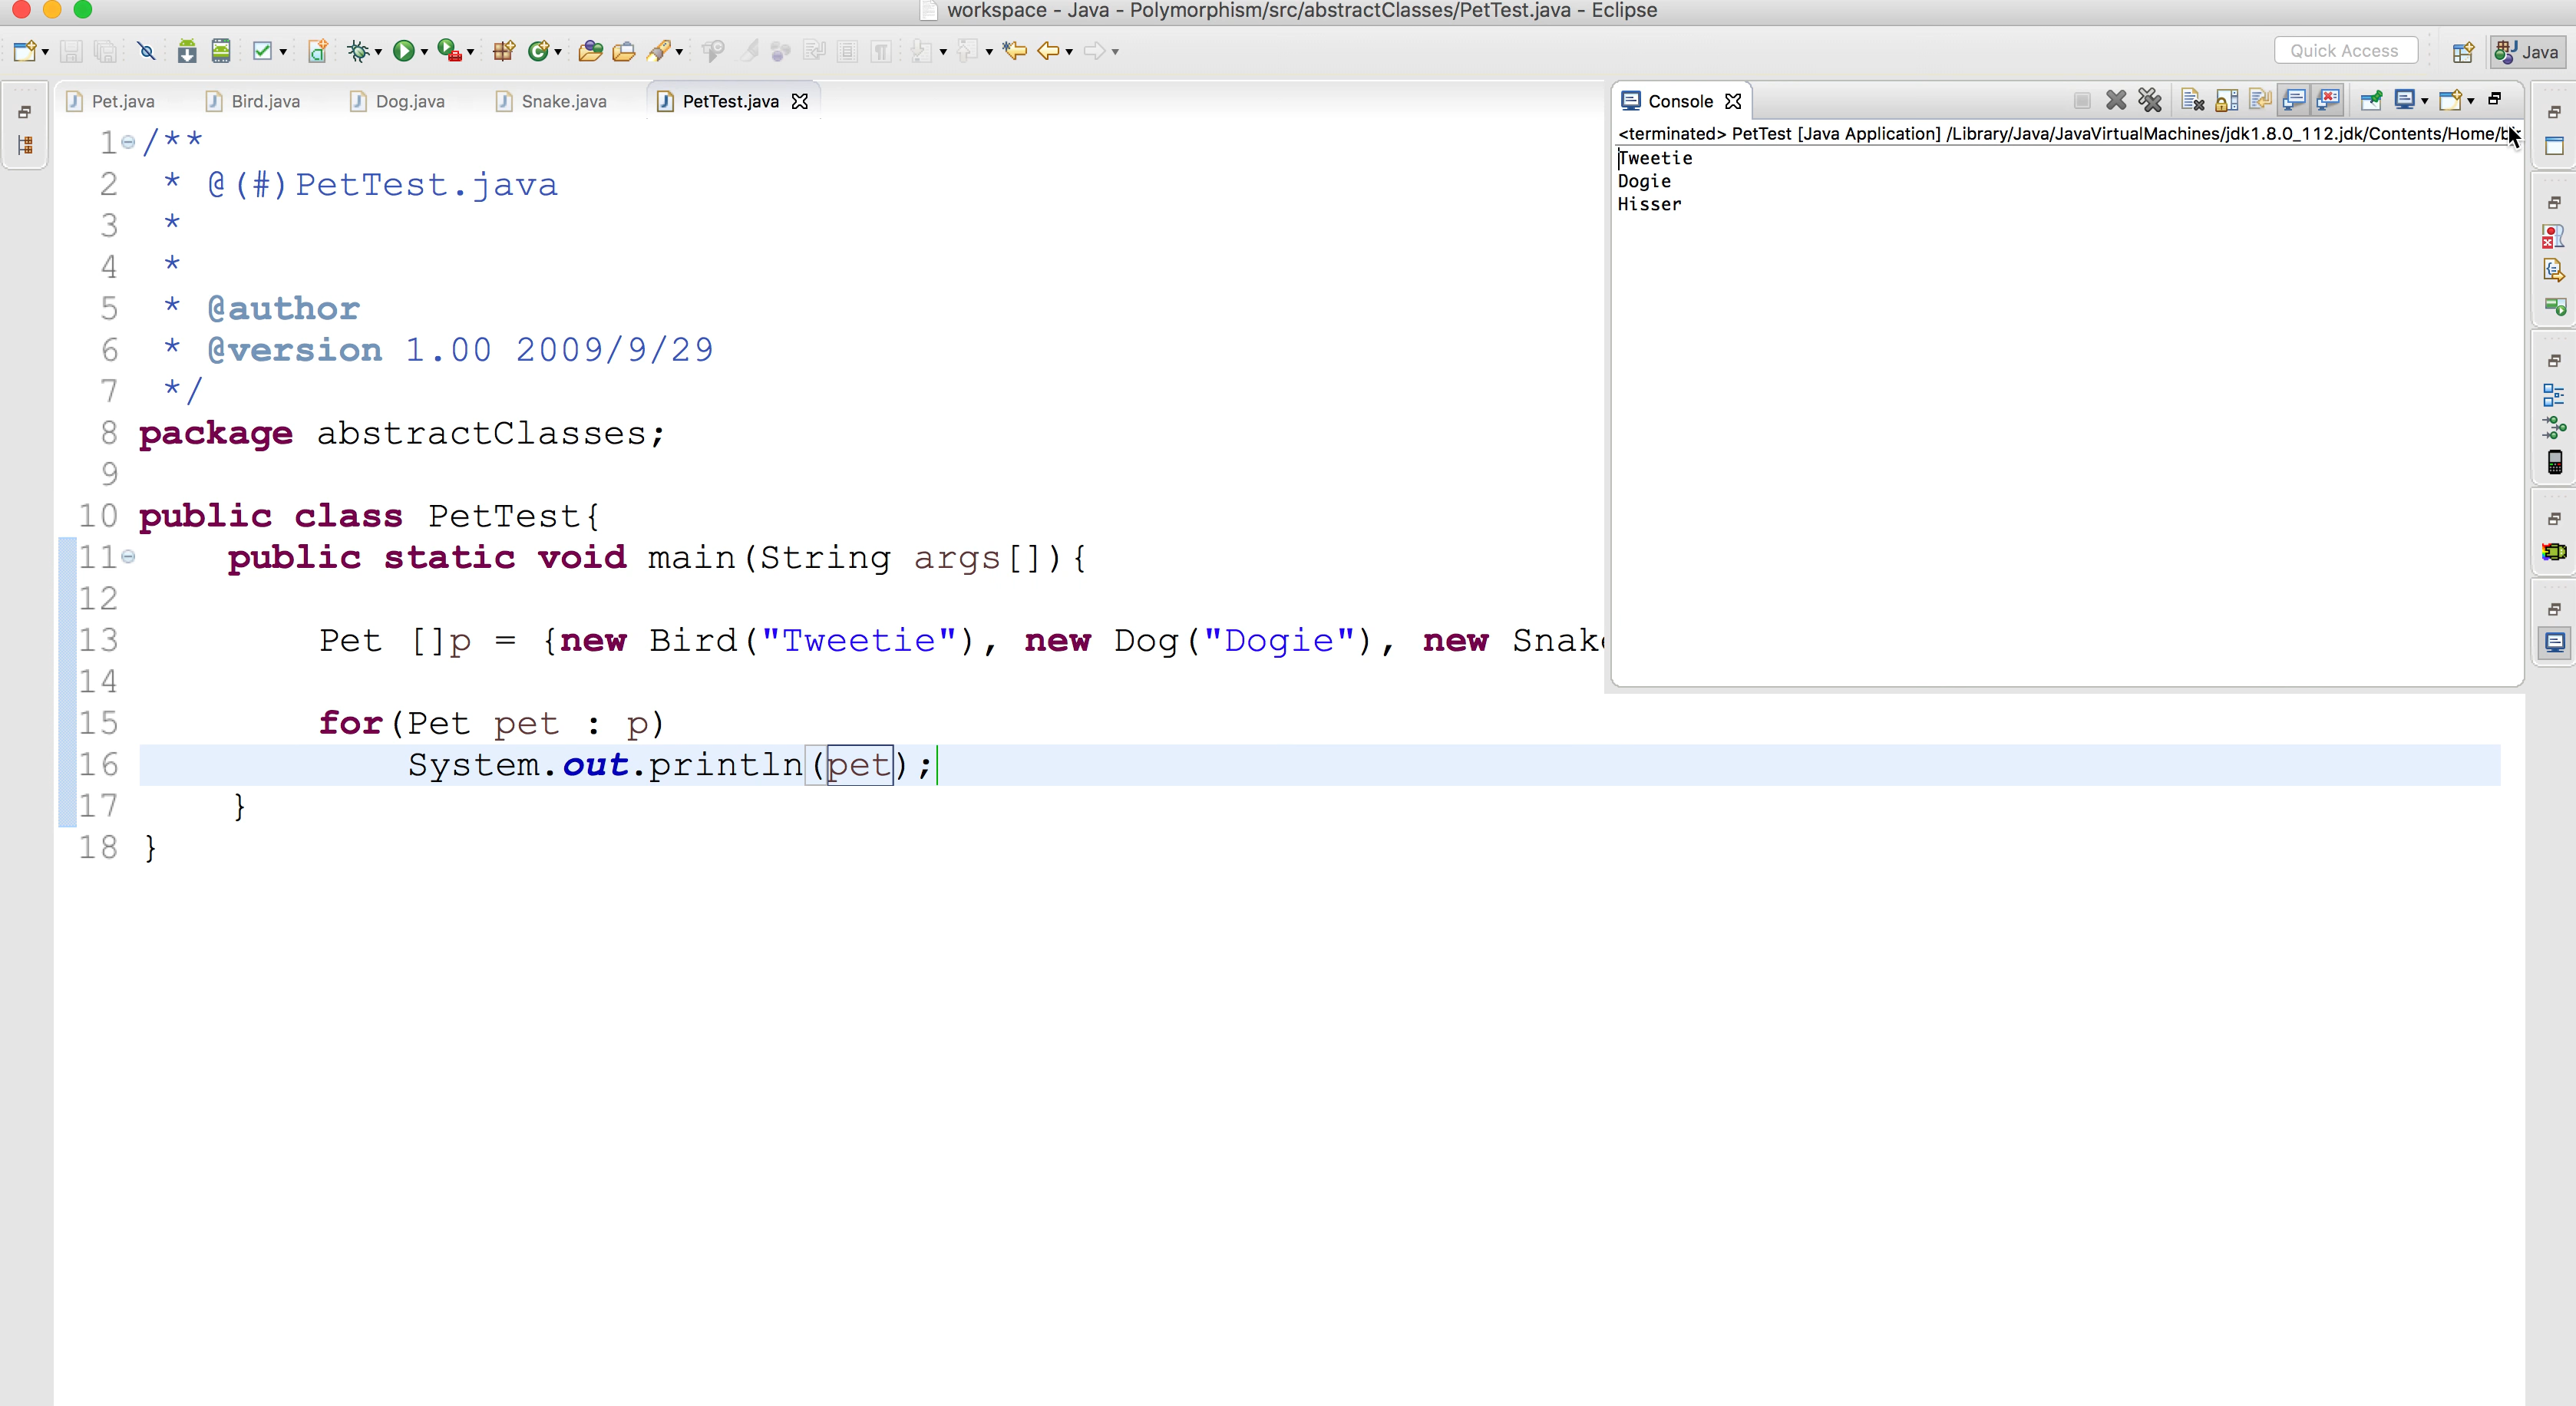 workspace - Java - Polymorphism/src/abstractClasses/PetTest.java - Eclipse
Quick Access
Java
Pet.java
Bird.java
Dog.java
Snake.java
PetTest.java
1 /**
2  * @(#)PetTest.java
3  *
4  *
5  * @author
6  * @version 1.00 2009/9/29
7  */
8 package abstractClasses;
9
10 public class PetTest{
11     public static void main(String args[]){
12
13         Pet []p = {new Bird("Tweetie"), new Dog("Dogie"), new
14
15         for(Pet pet : p)
16             System.out.println(pet);
17     }
18 }
Console
<terminated> PetTest [Java Application] /Library/Java/JavaVirtualMachines/jdk1.8.0_112.jdk/Contents/Home/
Tweetie
Dogie
Hisser